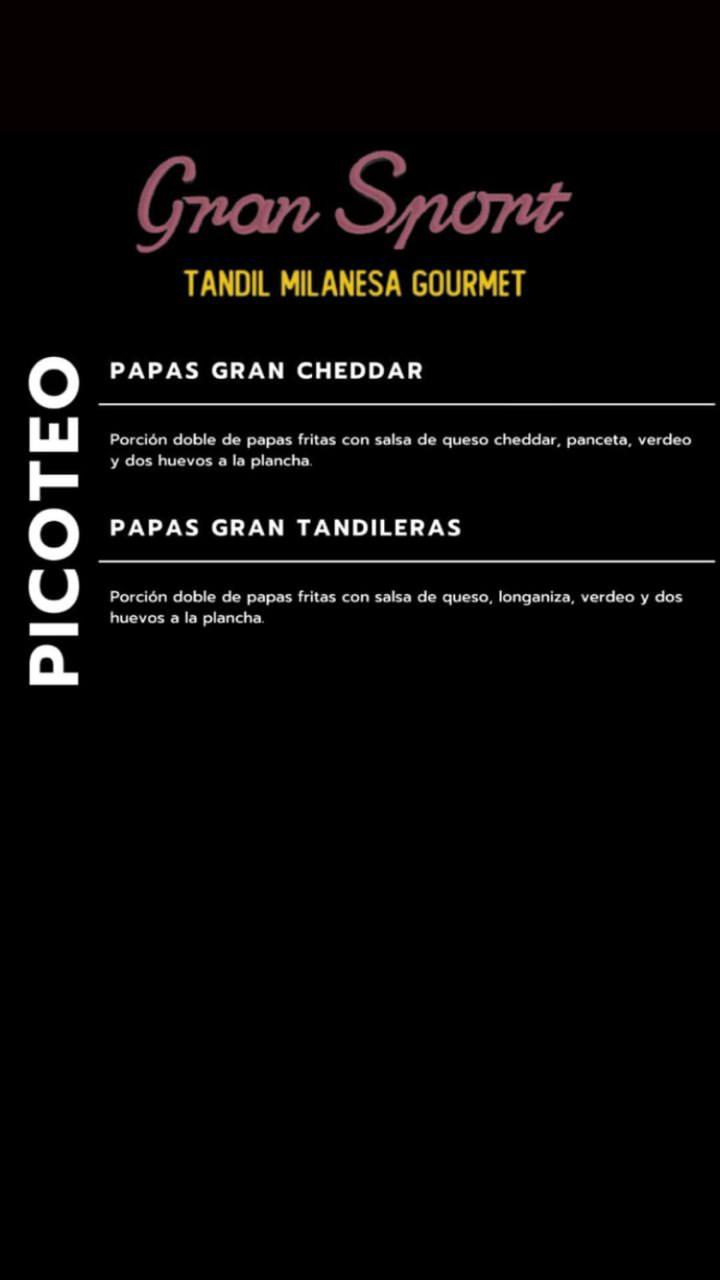 Gran Sport
TANDIL MILANESA GOURMET
PICOTEO
PAPAS GRAN CHEDDAR
Porción doble de papas fritas con salsa de queso cheddar, panceta, verdeo
y dos huevos a la plancha.
PAPAS GRAN TANDILERAS
Porción doble de papas fritas con salsa de queso, longaniza, verdeo y dos
huevos a la plancha.